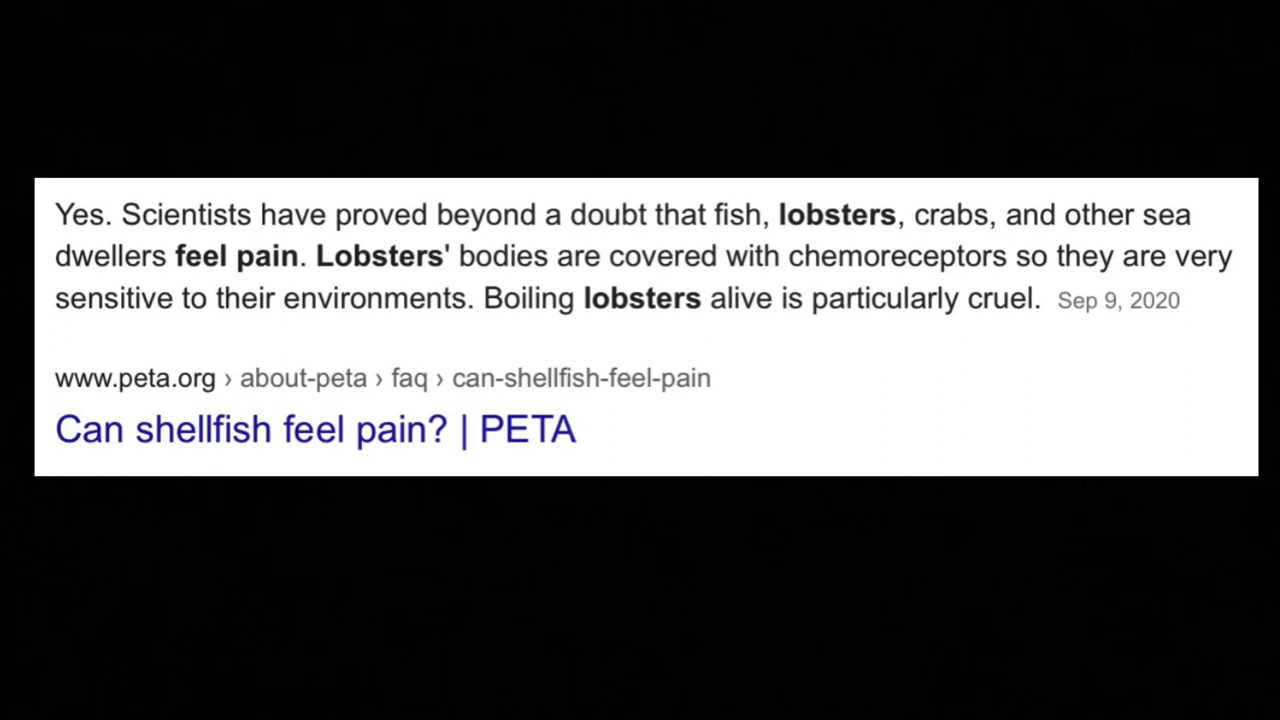 Yes. Scientists have proved beyond a doubt that fish, lobsters, crabs, and other sea
dwellers feel pain. Lobsters' bodies are covered with chemoreceptors so they are very
sensitive to their environments. Boiling lobsters alive is particularly cruel. Sep 9, 2020
www.peta.org › about-peta › faq › can-shellfish-feel-pain
Can shellfish feel pain? | PETA